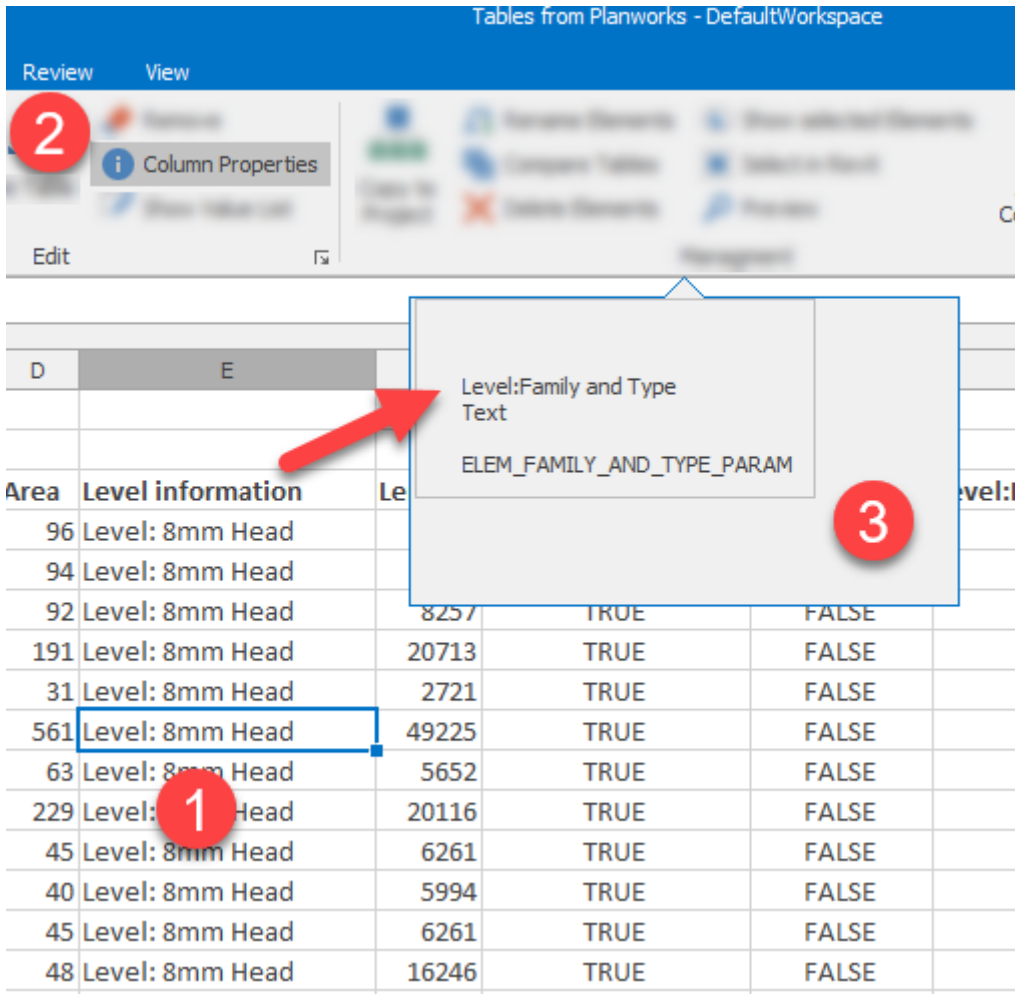 Tables from Planworks - DefaultWorkspace
Review View
2
Column Properties
Edit
C
Level:Family and Type
Text
ELEM_FAMILY_AND_TYPE_PARAM
3
D E
Area Level information Le evel:
96 Level: 8mm Head
94 Level: 8mm Head
92 Level: 8mm Head 8257 TRUE FALSE
191 Level: 8mm Head 20713 TRUE FALSE
31 Level: 8mm Head 2721 TRUE FALSE
561 Level: 8mm Head 49225 TRUE FALSE
63 Level: 8mm Head 5652 TRUE FALSE
229 Level: Head 20116 TRUE FALSE
1
45 Level: 8mm Head 6261 TRUE FALSE
40 Level: 8mm Head 5994 TRUE FALSE
45 Level: 8mm Head 6261 TRUE FALSE
48 Level: 8mm Head 16246 TRUE FALSE